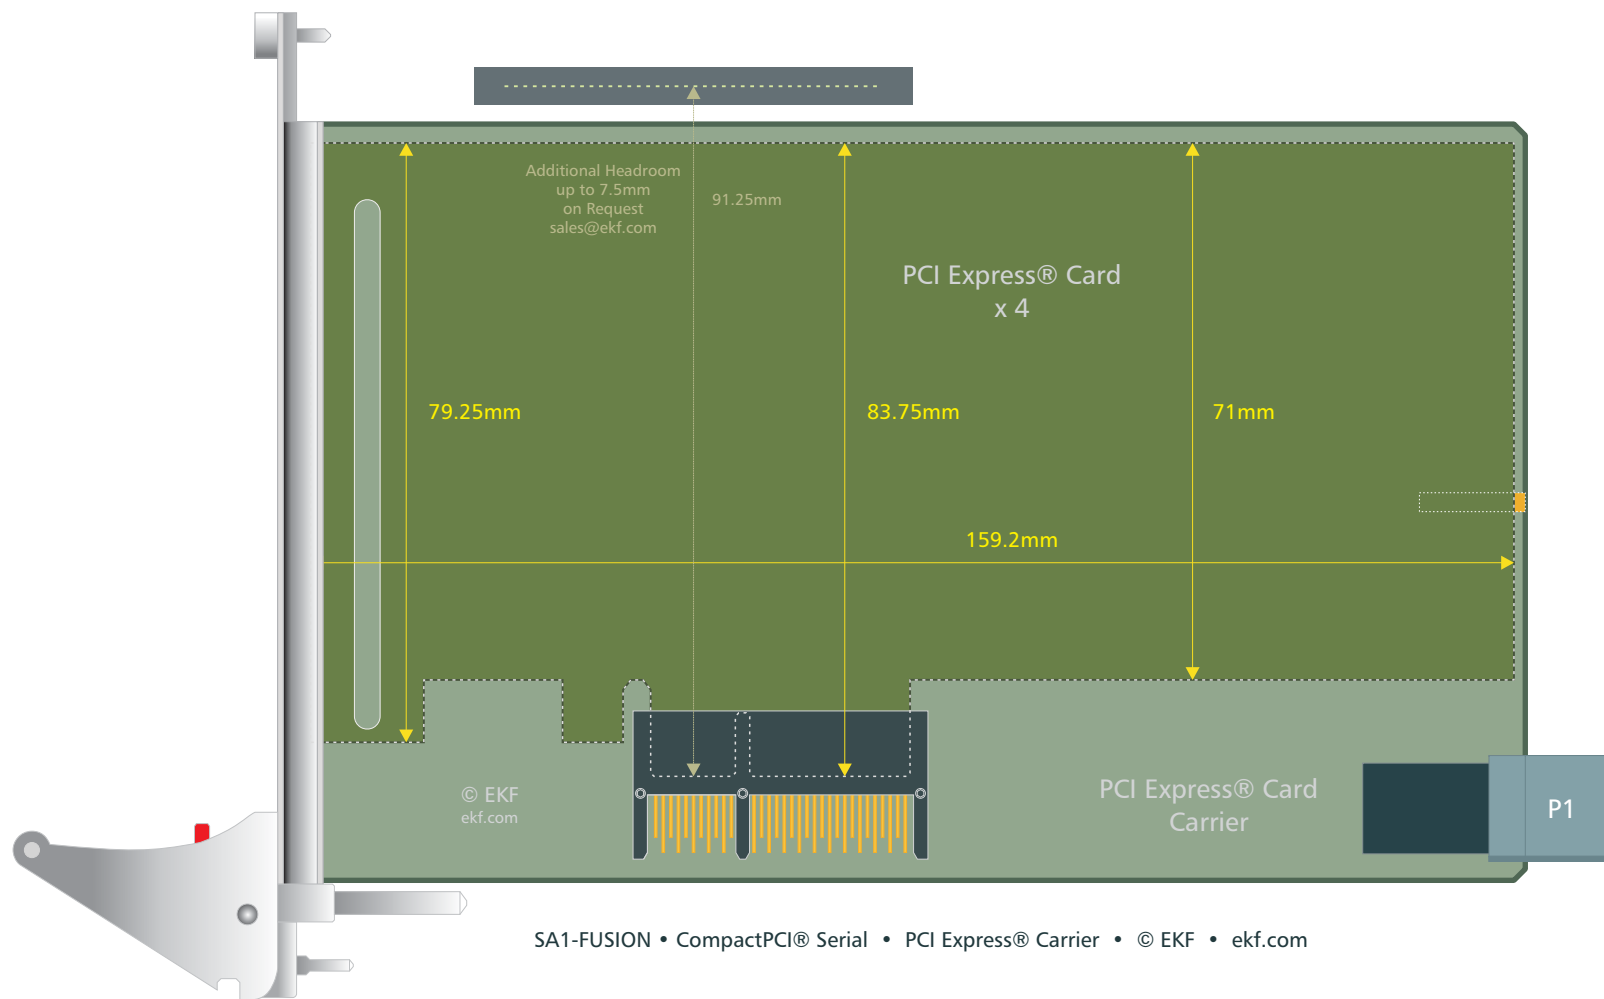 Additional Headroom
up to 7.5mm
on Request
sales@ekf.com
91.25mm
PCI Express® Card
x 4
79.25mm
83.75mm
71mm
159.2mm
© EKF
ekf.com
PCI Express® Card
Carrier
P1
SA1-FUSION • CompactPCI® Serial • PCI Express® Carrier • © EKF • ekf.com